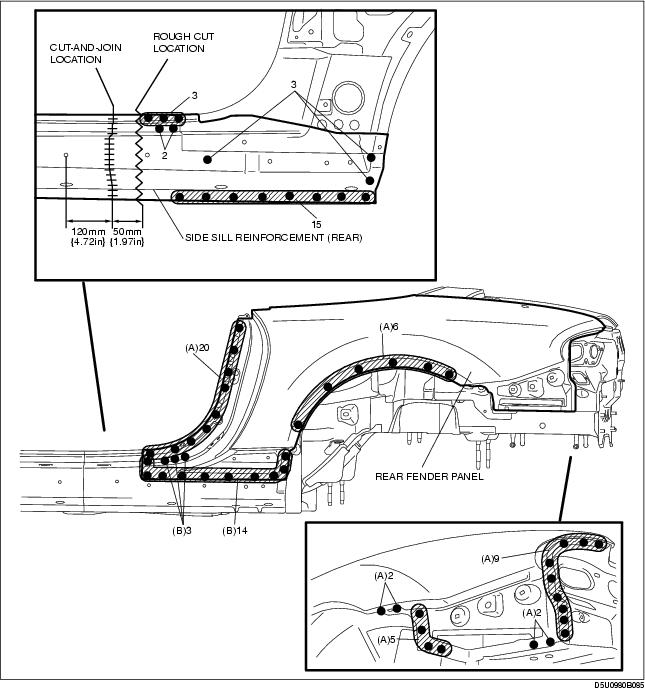 ROUGH CUT
LOCATION
CUT-AND-JOIN
LOCATION
3
3
2
15
120mm
{4.72in}
50mm
{1.97in}
SIDE SILL REINFORCEMENT (REAR)
(A)6
(A)20
REAR FENDER PANEL
(B)3
(B)14
(A)9
(A)2
(A)2
(A)5
D5U0980B085